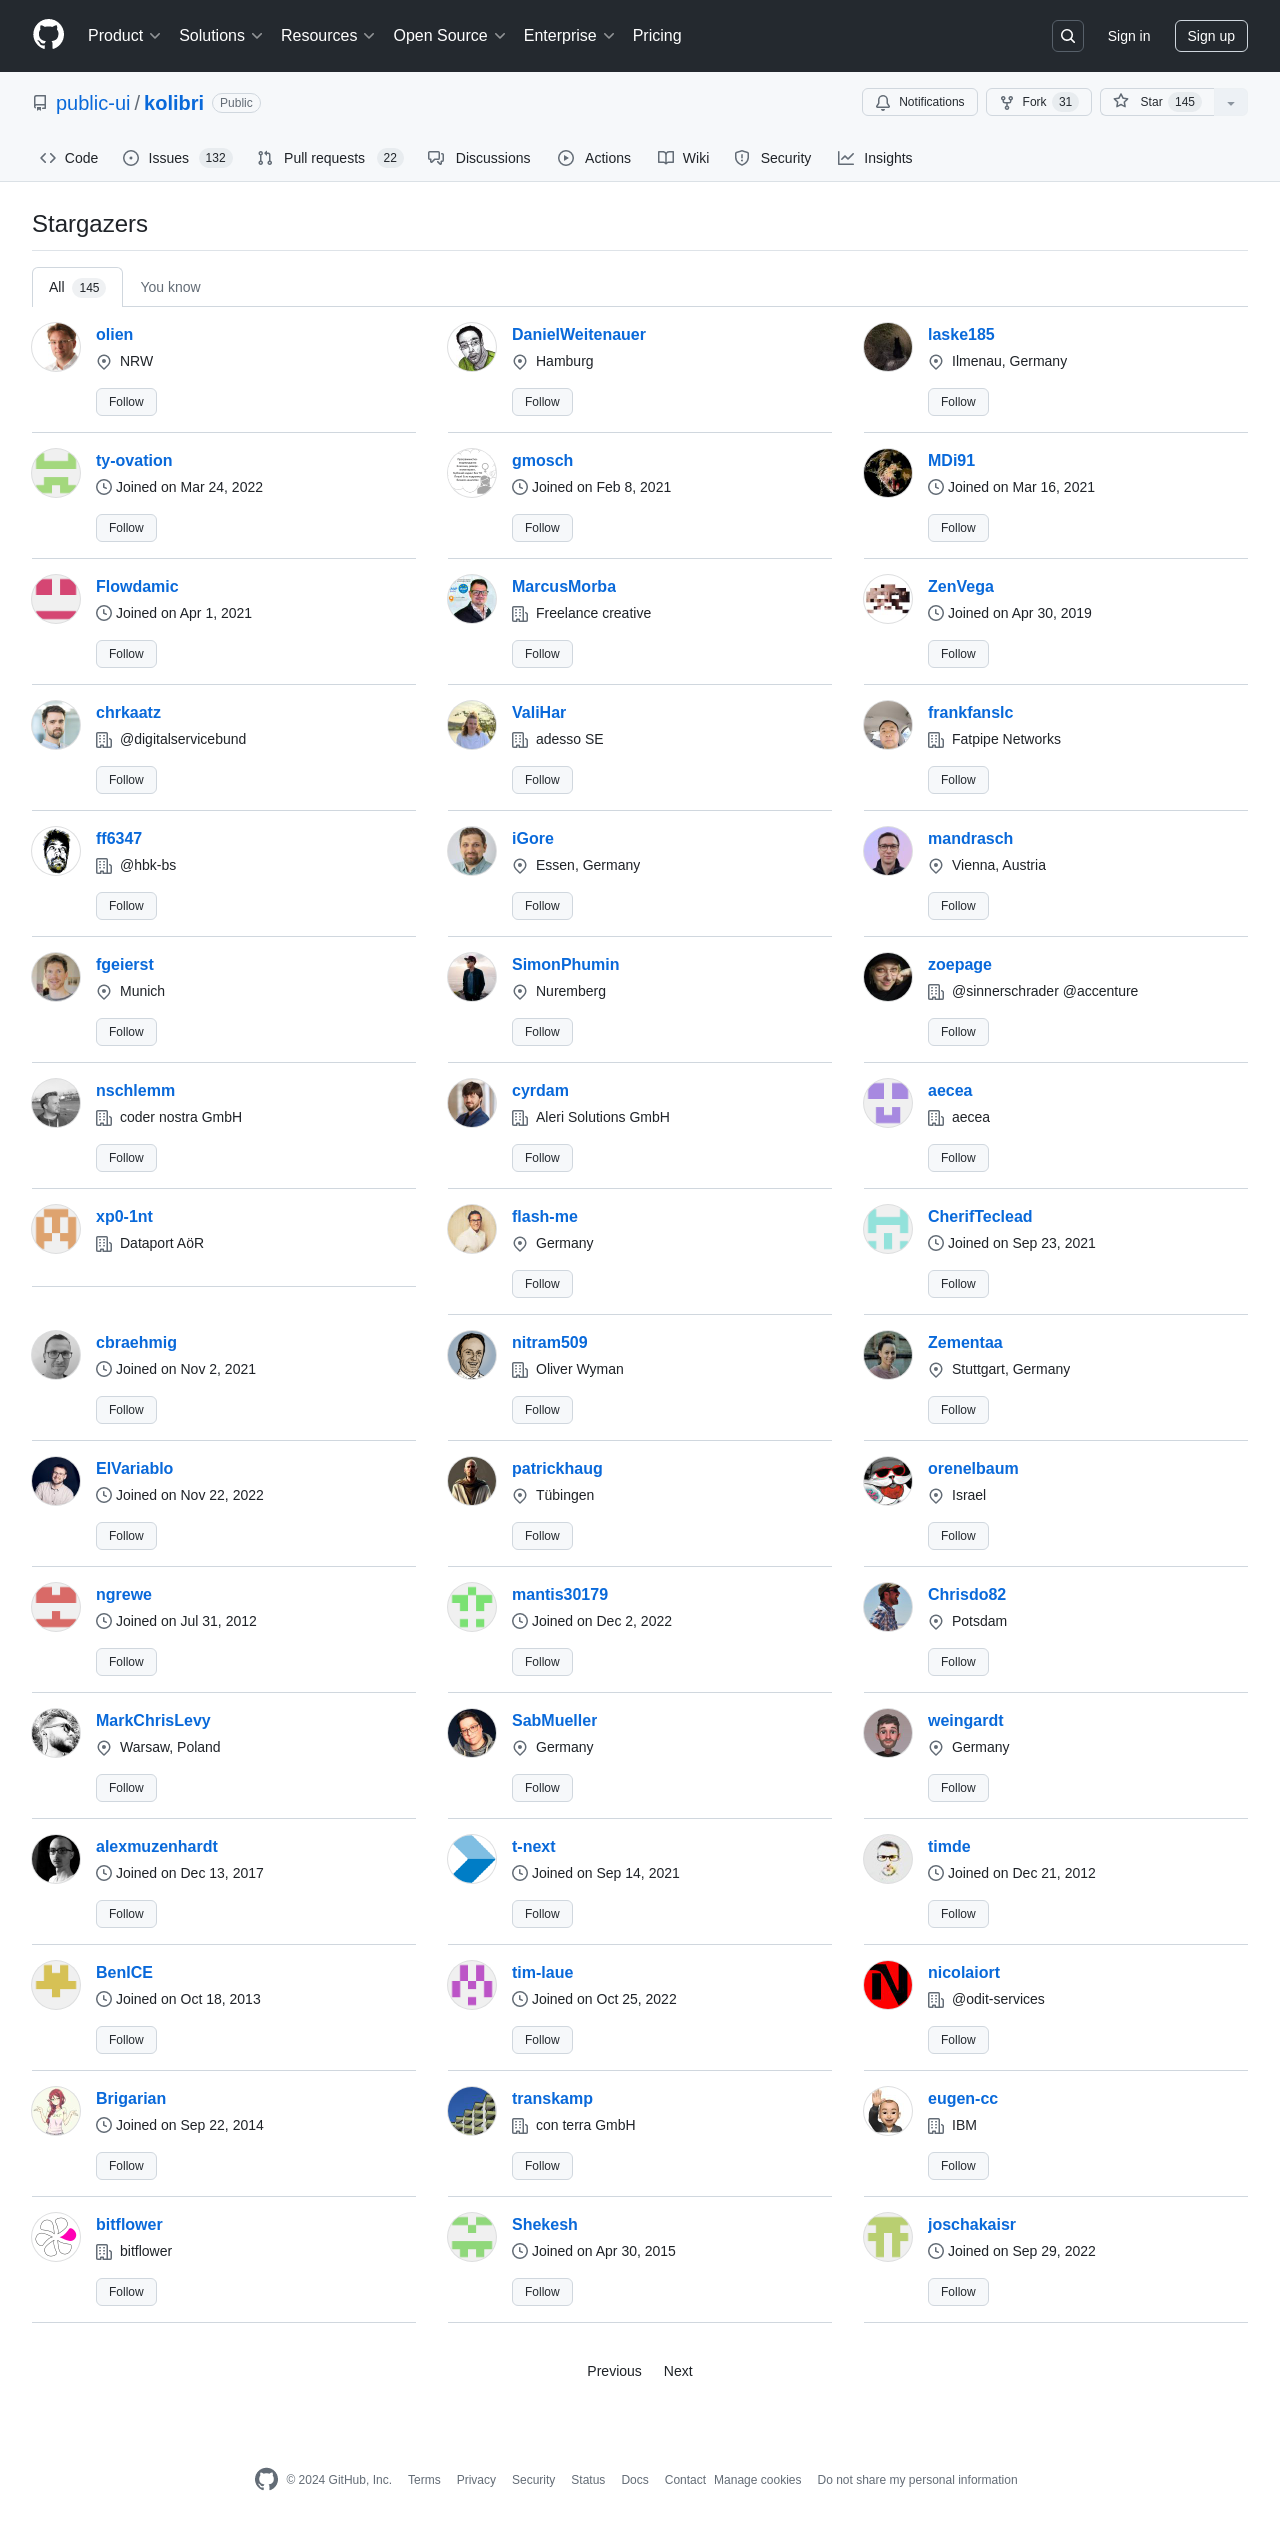 Product Solutions Resources Open Source Enterprise Pricing Sign in Sign up
public-ui / kolibri Public Notifications Fork 31 Star 145
Code Issues 132 Pull requests 22 Discussions Actions Wiki Security Insights
Stargazers
All 145 You know
olien DanielWeitenauer laske185
NRW Hamburg Ilmenau, Germany
Follow Follow Follow
ty-ovation gmosch MDi91
Joined on Mar 24, 2022 Joined on Feb 8, 2021 Joined on Mar 16, 2021
Follow Follow Follow
Flowdamic MarcusMorba ZenVega
Joined on Apr 1, 2021 Freelance creative Joined on Apr 30, 2019
Follow Follow Follow
chrkaatz ValiHar frankfanslc
@digitalservicebund adesso SE Fatpipe Networks
Follow Follow Follow
ff6347 iGore mandrasch
@hbk-bs Essen, Germany Vienna, Austria
Follow Follow Follow
fgeierst SimonPhumin zoepage
Munich Nuremberg @sinnerschrader @accenture
Follow Follow Follow
nschlemm cyrdam aecea
coder nostra GmbH Aleri Solutions GmbH aecea
Follow Follow Follow
xp0-1nt flash-me CherifTeclead
Dataport AöR Germany Joined on Sep 23, 2021
Follow Follow
cbraehmig nitram509 Zementaa
Joined on Nov 2, 2021 Oliver Wyman Stuttgart, Germany
Follow Follow Follow
ElVariablo patrickhaug orenelbaum
Joined on Nov 22, 2022 Tübingen Israel
Follow Follow Follow
ngrewe mantis30179 Chrisdo82
Joined on Jul 31, 2012 Joined on Dec 2, 2022 Potsdam
Follow Follow Follow
MarkChrisLevy SabMueller weingardt
Warsaw, Poland Germany Germany
Follow Follow Follow
alexmuzenhardt t-next timde
Joined on Dec 13, 2017 Joined on Sep 14, 2021 Joined on Dec 21, 2012
Follow Follow Follow
BenICE tim-laue nicolaiort
Joined on Oct 18, 2013 Joined on Oct 25, 2022 @odit-services
Follow Follow Follow
Brigarian transkamp eugen-cc
Joined on Sep 22, 2014 con terra GmbH IBM
Follow Follow Follow
bitflower Shekesh joschakaisr
bitflower Joined on Apr 30, 2015 Joined on Sep 29, 2022
Follow Follow Follow
Previous Next
© 2024 GitHub, Inc. Terms Privacy Security Status Docs Contact Manage cookies Do not share my personal information